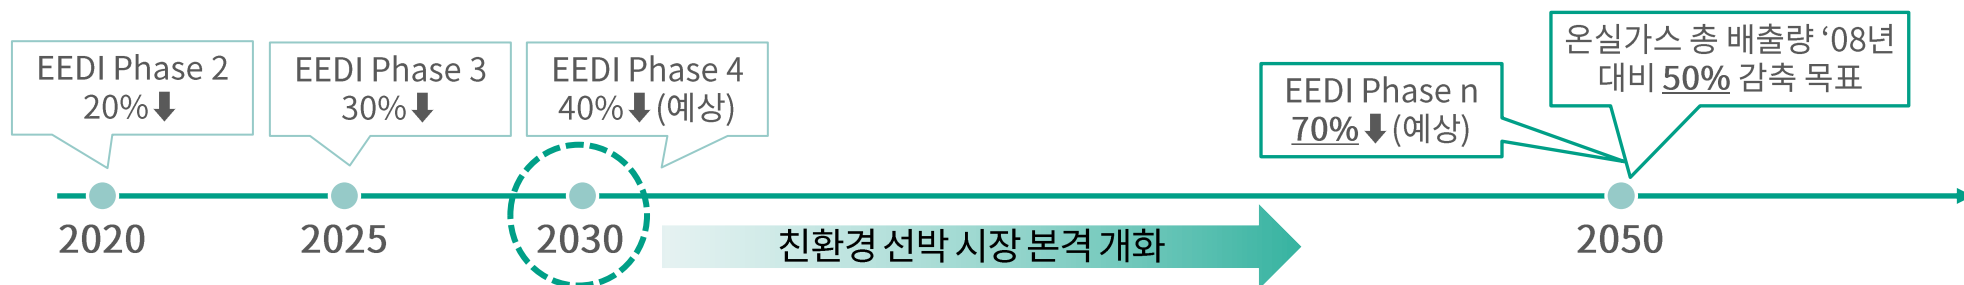 EEDI Phase 2
20%⬇
EEDI Phase 3
30%⬇
EEDI Phase 4
40%⬇(예상)
EEDI Phase n
70%⬇(예상)
온실가스 총 배출량 ‘08년
대비 50% 감축 목표
2020
2025
2030
친환경 선박 시장 본격 개화
2050